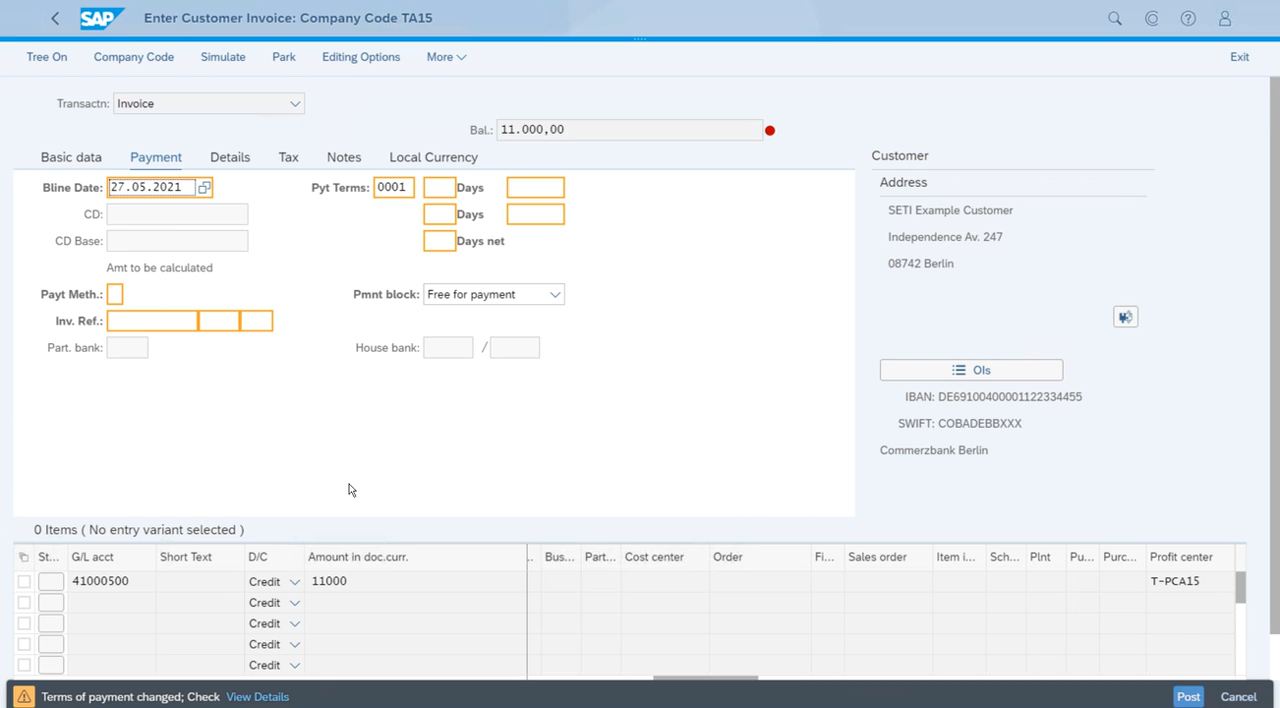 SAP Enter Customer Invoice: Company Code TA15
Tree On Company Code Simulate Park Editing Options More Exit
Transactn: Invoice
Bal.: 11.000,00
Basic data Payment Details Tax Notes Local Currency
Customer
Bline Date: 27.05.2021 Pyt Terms: 0001 Days
Address
CD: Days
SETI Example Customer
CD Base: Days net
Independence Av. 247
Amt to be calculated
08742 Berlin
Payt Meth.: Pmnt block: Free for payment
Inv. Ref.:
Part. bank: House bank: /
OIs
IBAN: DE69100400001122334455
SWIFT: COBADEBBXXX
Commerzbank Berlin
0 Items ( No entry variant selected )
St... G/L acct Short Text D/C Amount in doc.curr. .. Bus... Part... Cost center Order Fi... Sales order Item i... Sch... Plnt Pu... Purc... Profit center
41000500 Credit 11000 T-PCA15
Credit
Credit
Credit
Credit
Terms of payment changed; Check View Details Post Cancel